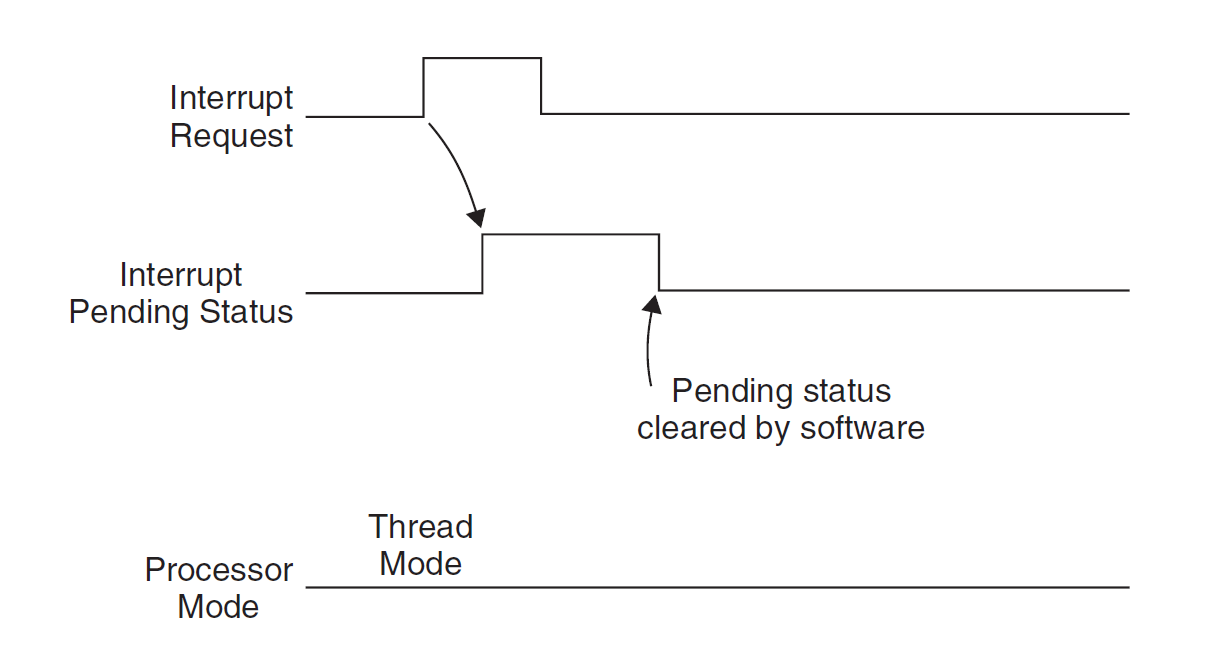 Interrupt
Request
Interrupt
Pending Status
Pending status
cleared by software
Thread
Mode
Processor
Mode